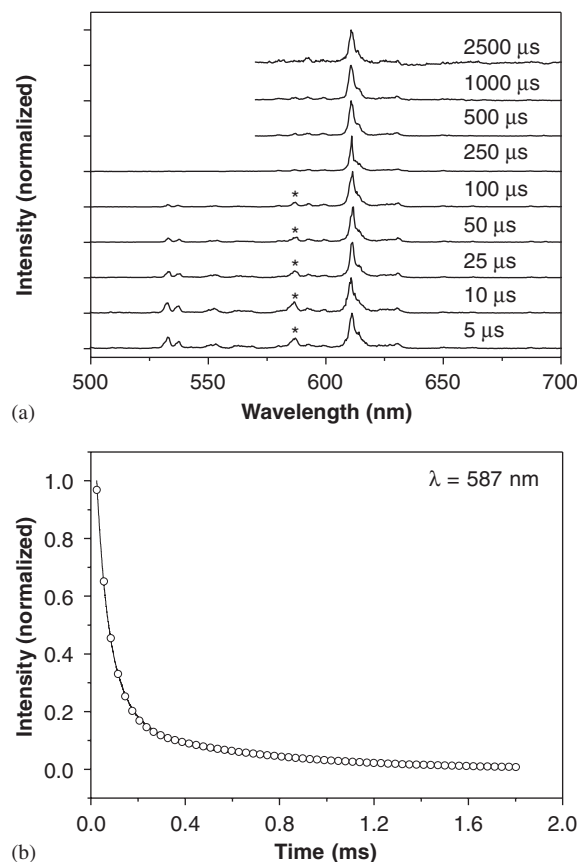 Intensity (normalized)
2500 μs
1000 μs
500 μs
250 μs
100 μs
*
50 μs
*
25 μs
*
10 μs
*
5 μs
*
500 550 600 650 700
(a) Wavelength (nm)
Intensity (normalized)
λ = 587 nm
1.0
0.8
0.6
0.4
0.2
0.0
0.0 0.4 0.8 1.2 1.6 2.0
(b) Time (ms)